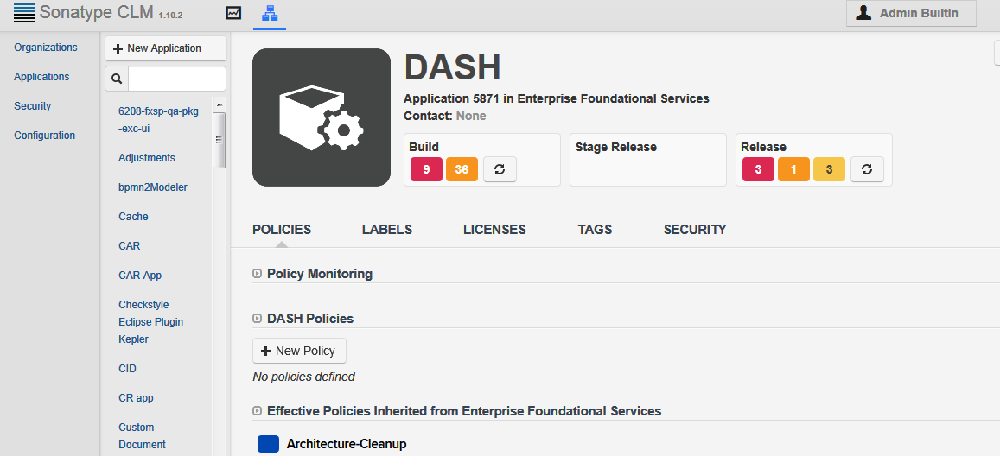 Sonatype CLM 1.10.2
Admin BuiltIn
Organizations
Applications
Security
Configuration
New Application
6208-fxsp-qa-pkg
-exc-ui
Adjustments
bpmn2Modeler
Cache
CAR
CAR App
Checkstyle
Eclipse Plugin
Kepler
CID
CR app
Custom
Document
DASH
Application 5871 in Enterprise Foundational Services
Contact: None
Build
9 36
Stage Release
Release
3 1 3
POLICIES LABELS LICENSES TAGS SECURITY
Policy Monitoring
DASH Policies
New Policy
No policies defined
Effective Policies Inherited from Enterprise Foundational Services
Architecture-Cleanup